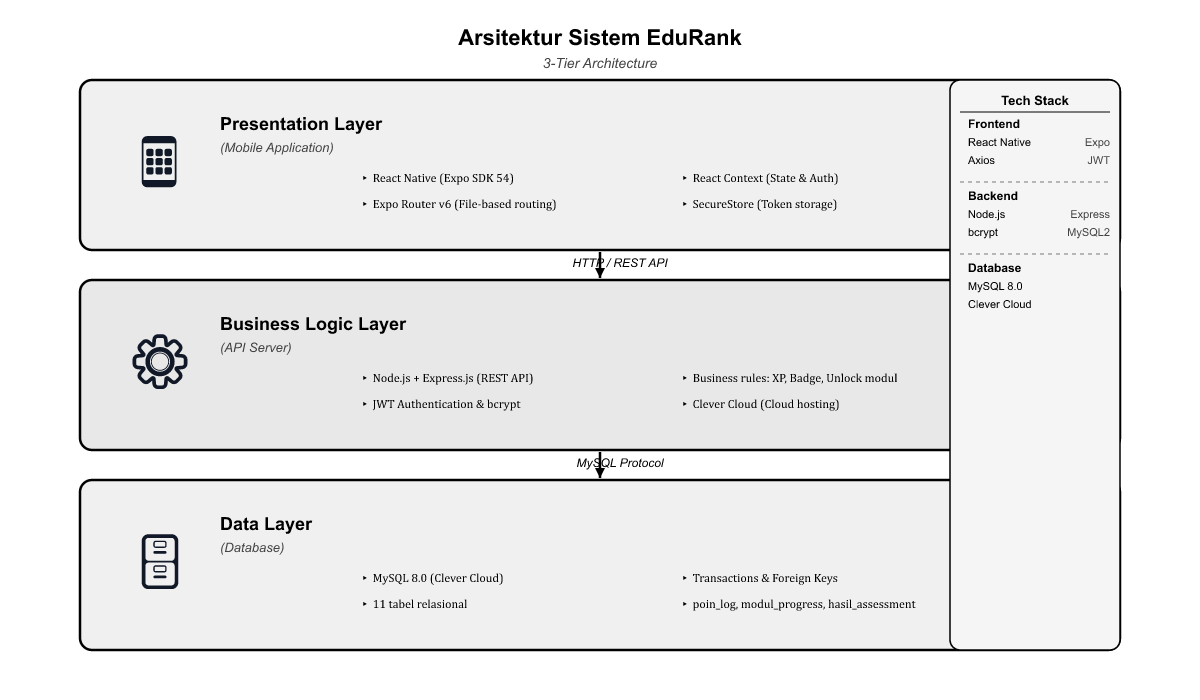 Arsitektur Sistem EduRank
3-Tier Architecture
Presentation Layer
(Mobile Application)
‣ React Native (Expo SDK 54)
‣ React Context (State & Auth)
‣ Expo Router v6 (File-based routing)
‣ SecureStore (Token storage)
HTTP / REST API
Business Logic Layer
(API Server)
‣ Node.js + Express.js (REST API)
‣ Business rules: XP, Badge, Unlock modul
‣ JWT Authentication & bcrypt
‣ Clever Cloud (Cloud hosting)
MySQL Protocol
Data Layer
(Database)
‣ MySQL 8.0 (Clever Cloud)
‣ Transactions & Foreign Keys
‣ 11 tabel relasional
‣ poin_log, modul_progress, hasil_assessment
Tech Stack
Frontend
React Native Expo
Axios JWT
Backend
Node.js Express
bcrypt MySQL2
Database
MySQL 8.0
Clever Cloud